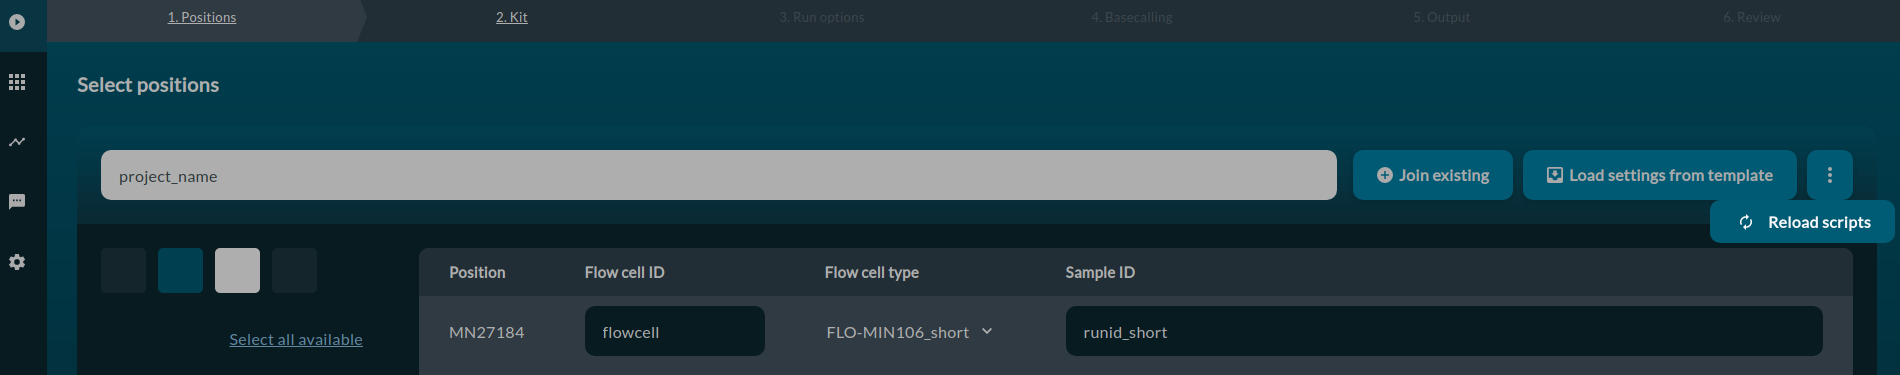 1. Positions
2. Kit
3. Run options
4. Basecalling
5. Output
6. Review
Select positions
project_name
Join existing
Load settings from template
Reload scripts
Position
Flow cell ID
Flow cell type
Sample ID
Select all available
MN27184
flowcell
FLO-MIN106_short
runid_short